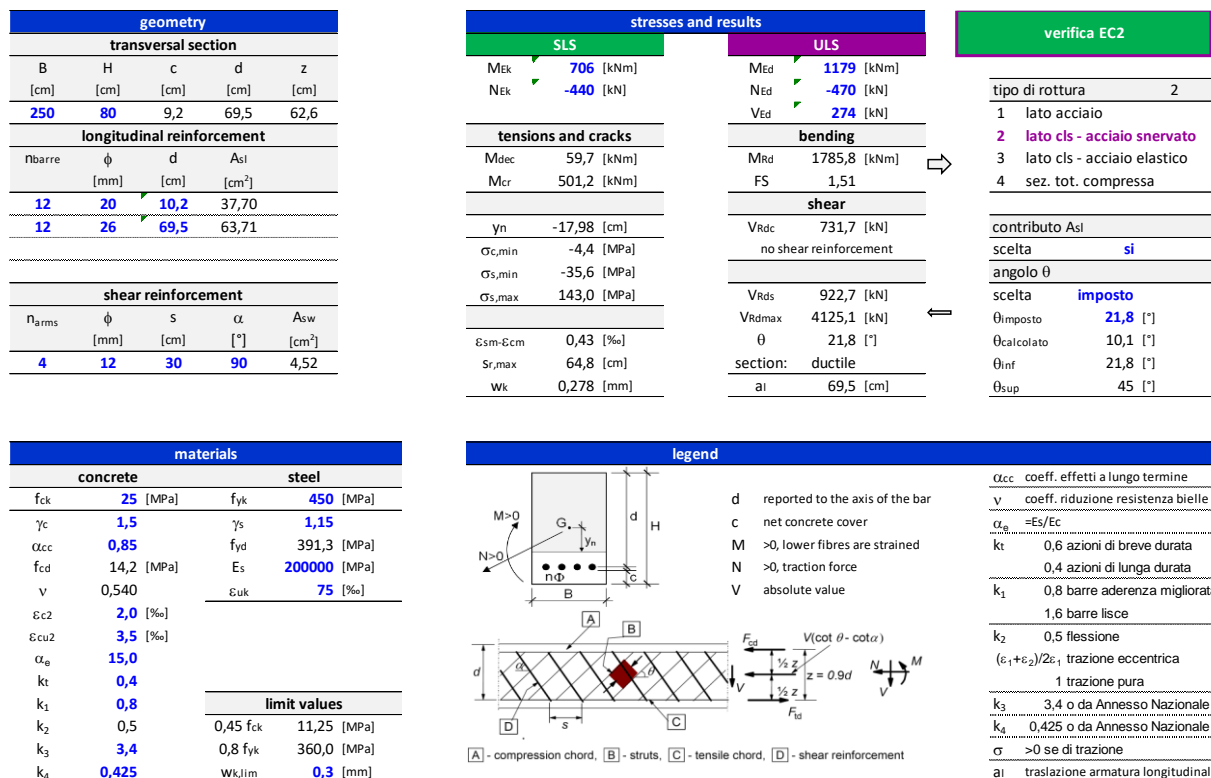 geometry
transversal section
B H c d z
[cm] [cm] [cm] [cm] [cm]
250 80 9,2 69,5 62,6
longitudinal reinforcement
nbarre ϕ d Asl
[mm] [cm] [cm²]
12 20 10,2 37,70
12 26 69,5 63,71
shear reinforcement
narms ϕ s α Asw
[mm] [cm] [°] [cm²]
4 12 30 90 4,52
stresses and results
SLS
MEk 706 [kNm]
NEk -440 [kN]
tensions and cracks
Mdec 59,7 [kNm]
Mcr 501,2 [kNm]
yn -17,98 [cm]
σc,min -4,4 [MPa]
σs,min -35,6 [MPa]
σs,max 143,0 [MPa]
εsm-εcm 0,43 [‰]
sr,max 64,8 [cm]
wk 0,278 [mm]
ULS
MEd 1179 [kNm]
NEd -470 [kN]
VEd 274 [kN]
bending
MRd 1785,8 [kNm]
FS 1,51
shear
VRdc 731,7 [kN]
no shear reinforcement
VRds 922,7 [kN]
VRdmax 4125,1 [kN]
θ 21,8 [°]
section: ductile
al 69,5 [cm]
verifica EC2
tipo di rottura 2
1 lato acciaio
2 lato cls - acciaio snervato
3 lato cls - acciaio elastico
4 sez. tot. compressa
contributo Asl
scelta si
angolo θ
scelta imposto
θimposto 21,8 [°]
θcalcolato 10,1 [°]
θinf 21,8 [°]
θsup 45 [°]
materials
concrete
fck 25 [MPa]
γc 1,5
αcc 0,85
fcd 14,2 [MPa]
ν 0,540
εc2 2,0 [‰]
εcu2 3,5 [‰]
αe 15,0
kt 0,4
k1 0,8
k2 0,5
k3 3,4
k4 0,425
steel
fyk 450 [MPa]
γs 1,15
fyd 391,3 [MPa]
Es 200000 [MPa]
εuk 75 [‰]
limit values
0,45 fck 11,25 [MPa]
0,8 fyk 360,0 [MPa]
wk,lim 0,3 [mm]
legend
M>0
N>0
G
yn
nΦ
d
H
c
B
d reported to the axis of the bar
c net concrete cover
M >0, lower fibres are strained
N >0, traction force
V absolute value
A
B
d
α
θ
s
D
C
V
Fcd
V(cot θ - cotα)
½ z
z = 0.9d
½ z
Ftd
N
M
V
A - compression chord, B - struts, C - tensile chord, D - shear reinforcement
αcc coeff. effetti a lungo termine
ν coeff. riduzione resistenza bielle
αe =Es/Ec
kt 0,6 azioni di breve durata
0,4 azioni di lunga durata
k1 0,8 barre aderenza migliorat
1,6 barre lisce
k2 0,5 flessione
(ε1+ε2)/2ε1 trazione eccentrica
1 trazione pura
k3 3,4 o da Annesso Nazionale
k4 0,425 o da Annesso Nazionale
σ >0 se di trazione
al traslazione armatura longitudinal